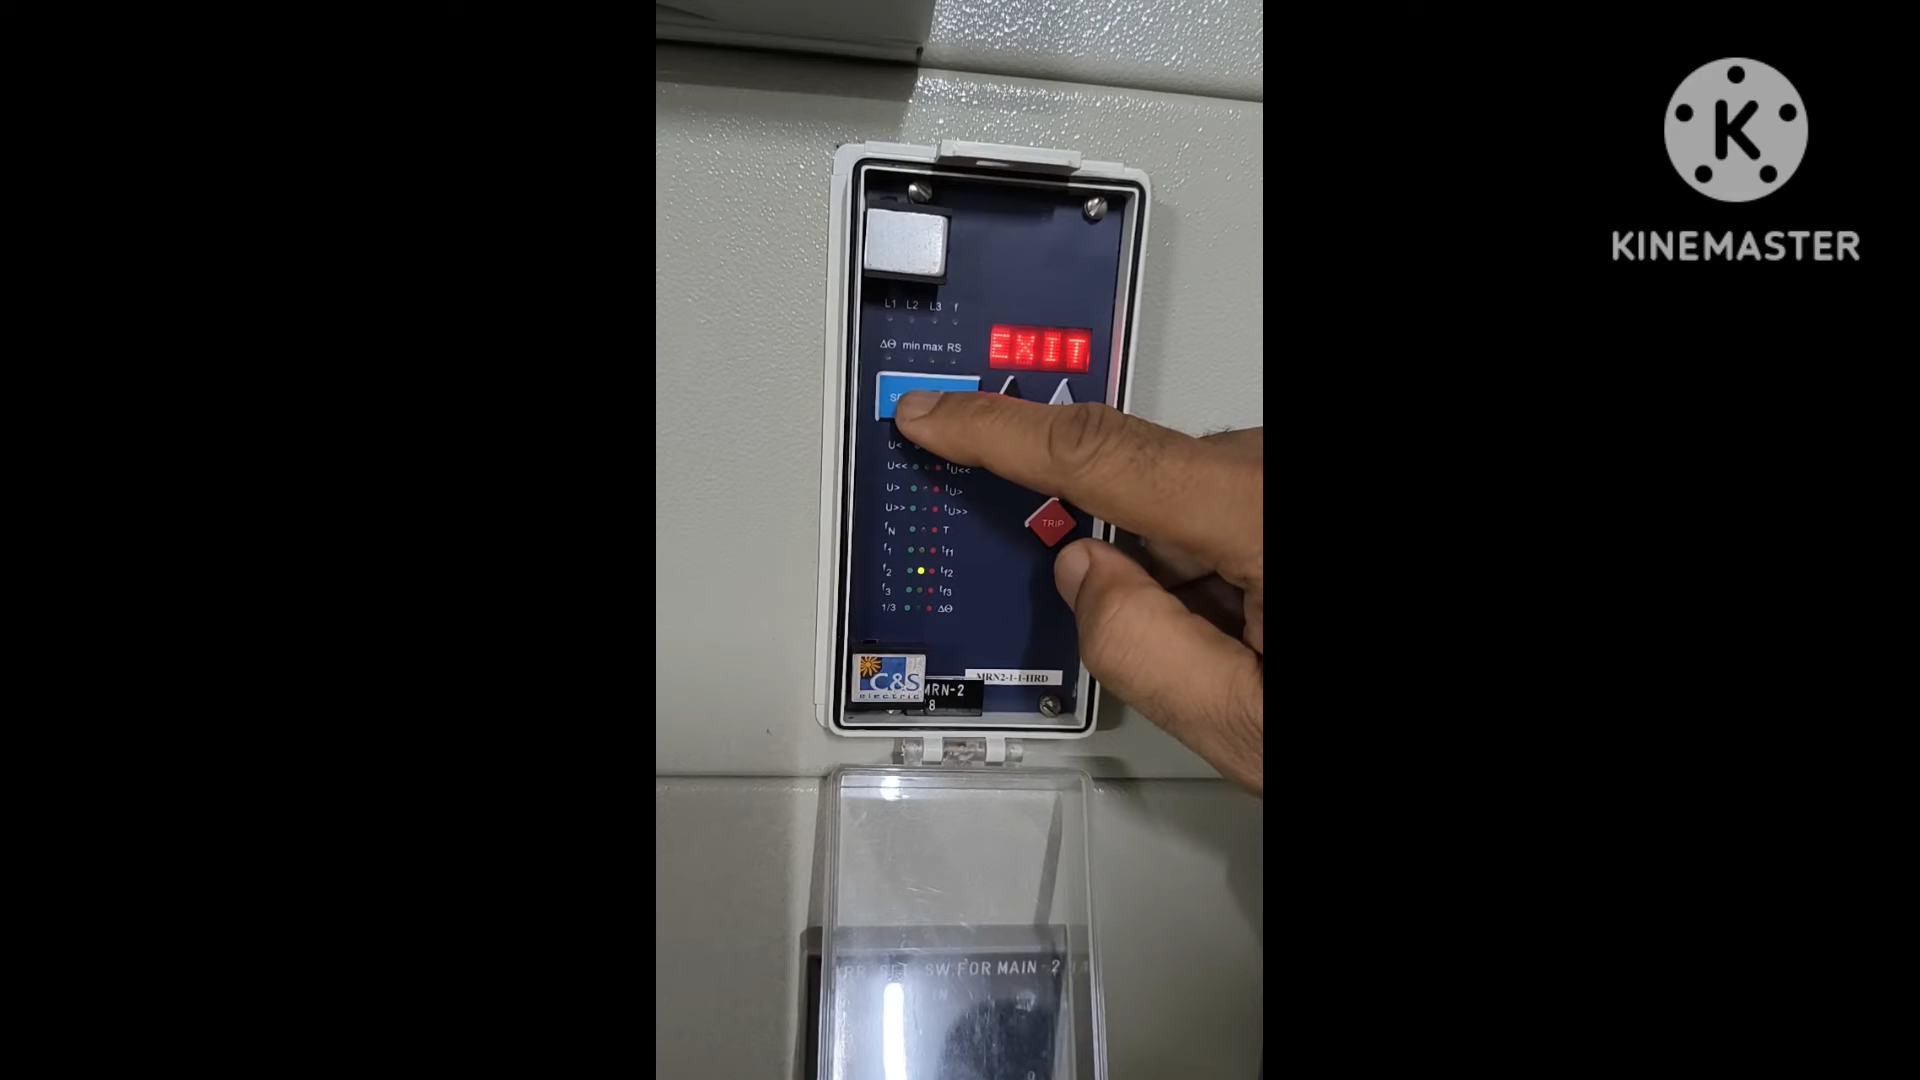 KINEMASTER
L1 L2 L3 f
EXIT
ΔΘ min max RS
U<
U<< tU<<
U> tU>
U>> tU>>
TRIP
fN T
f1 tf1
f2 tf2
f3 tf3
1/3 ΔΘ
C&S
electric
MRN2-1-1-HRD
MRN-2
SW.FOR MAIN-2